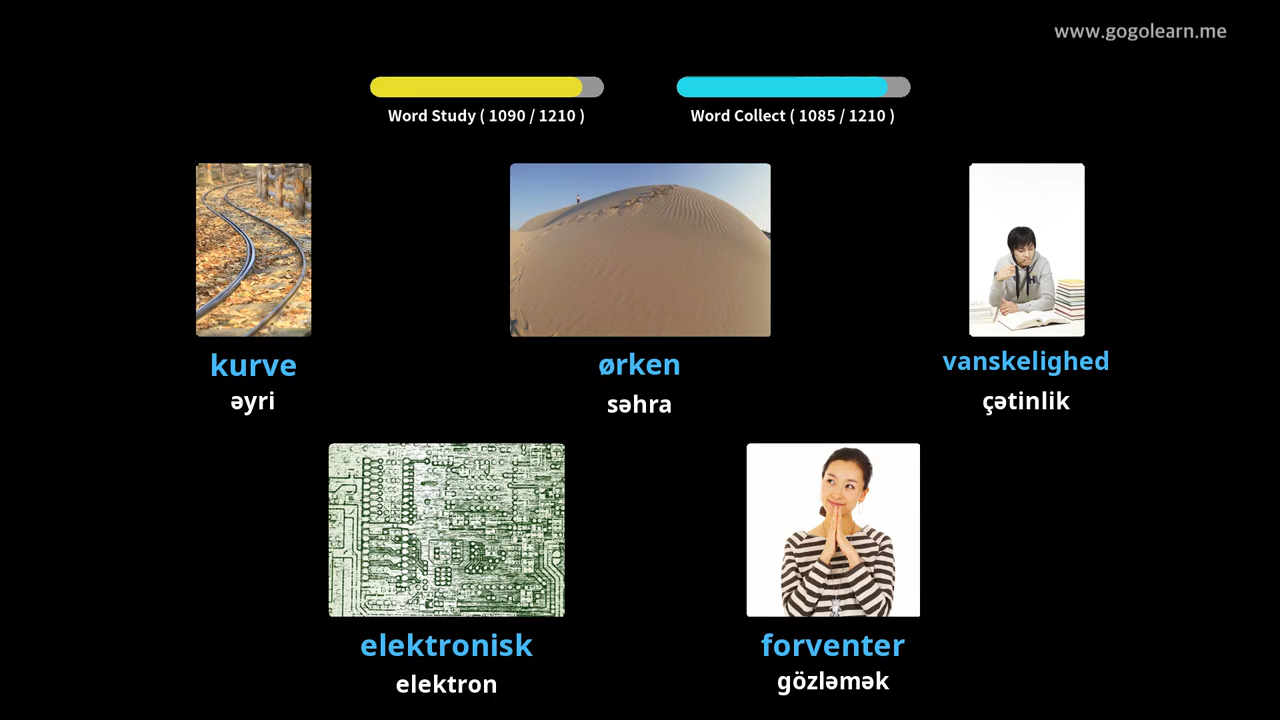 www.gogolearn.me
Word Study ( 1090 / 1210 )
Word Collect ( 1085 / 1210 )
kurve
əyri
ørken
səhra
vanskelighed
çətinlik
elektronisk
elektron
forventer
gözləmək